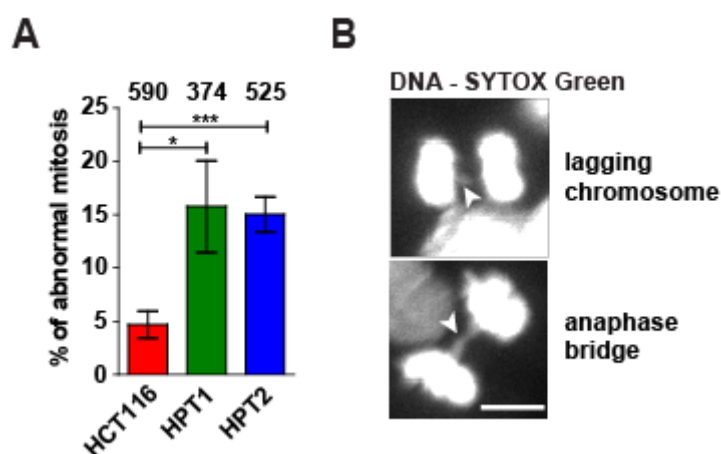 A
590 374 525
25
20
15
10
5
0
***
*
% of abnormal mitosis
HCT116
HPT1
HPT2
B
DNA - SYTOX Green
lagging
chromosome
anaphase
bridge